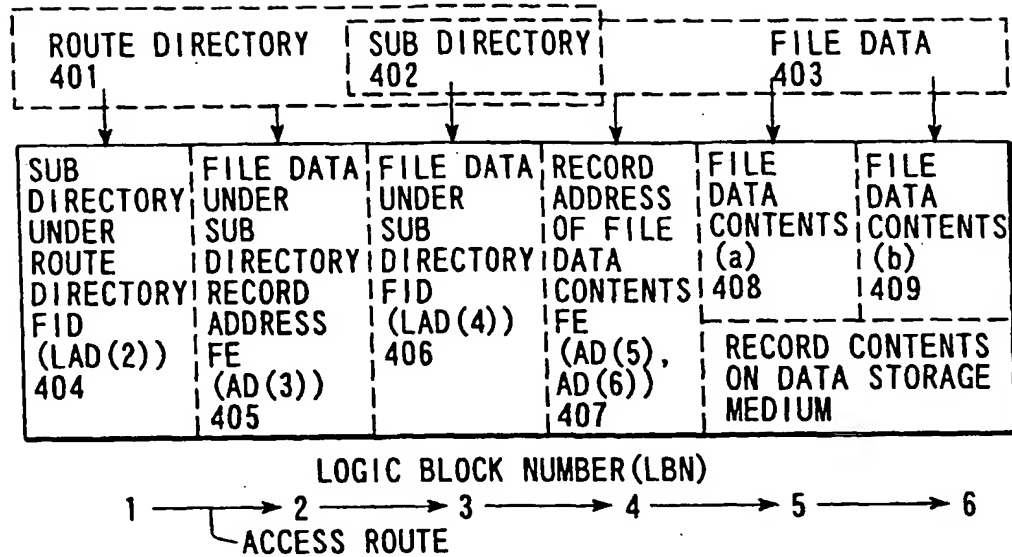 ROUTE DIRECTORY
401
SUB DIRECTORY
402
FILE DATA
403
SUB
DIRECTORY
UNDER
ROUTE
DIRECTORY
FID
(LAD(2))
404
FILE DATA
UNDER
SUB
DIRECTORY
RECORD
ADDRESS
FE
(AD(3))
405
FILE DATA
UNDER
SUB
DIRECTORY
FID
(LAD(4))
406
RECORD
ADDRESS
OF FILE
DATA
CONTENTS
FE
(AD(5),
AD(6))
407
FILE
DATA
CONTENTS
(a)
408
FILE
DATA
CONTENTS
(b)
409
RECORD CONTENTS
ON DATA STORAGE
MEDIUM
LOGIC BLOCK NUMBER(LBN)
1 2 3 4 5 6
ACCESS ROUTE